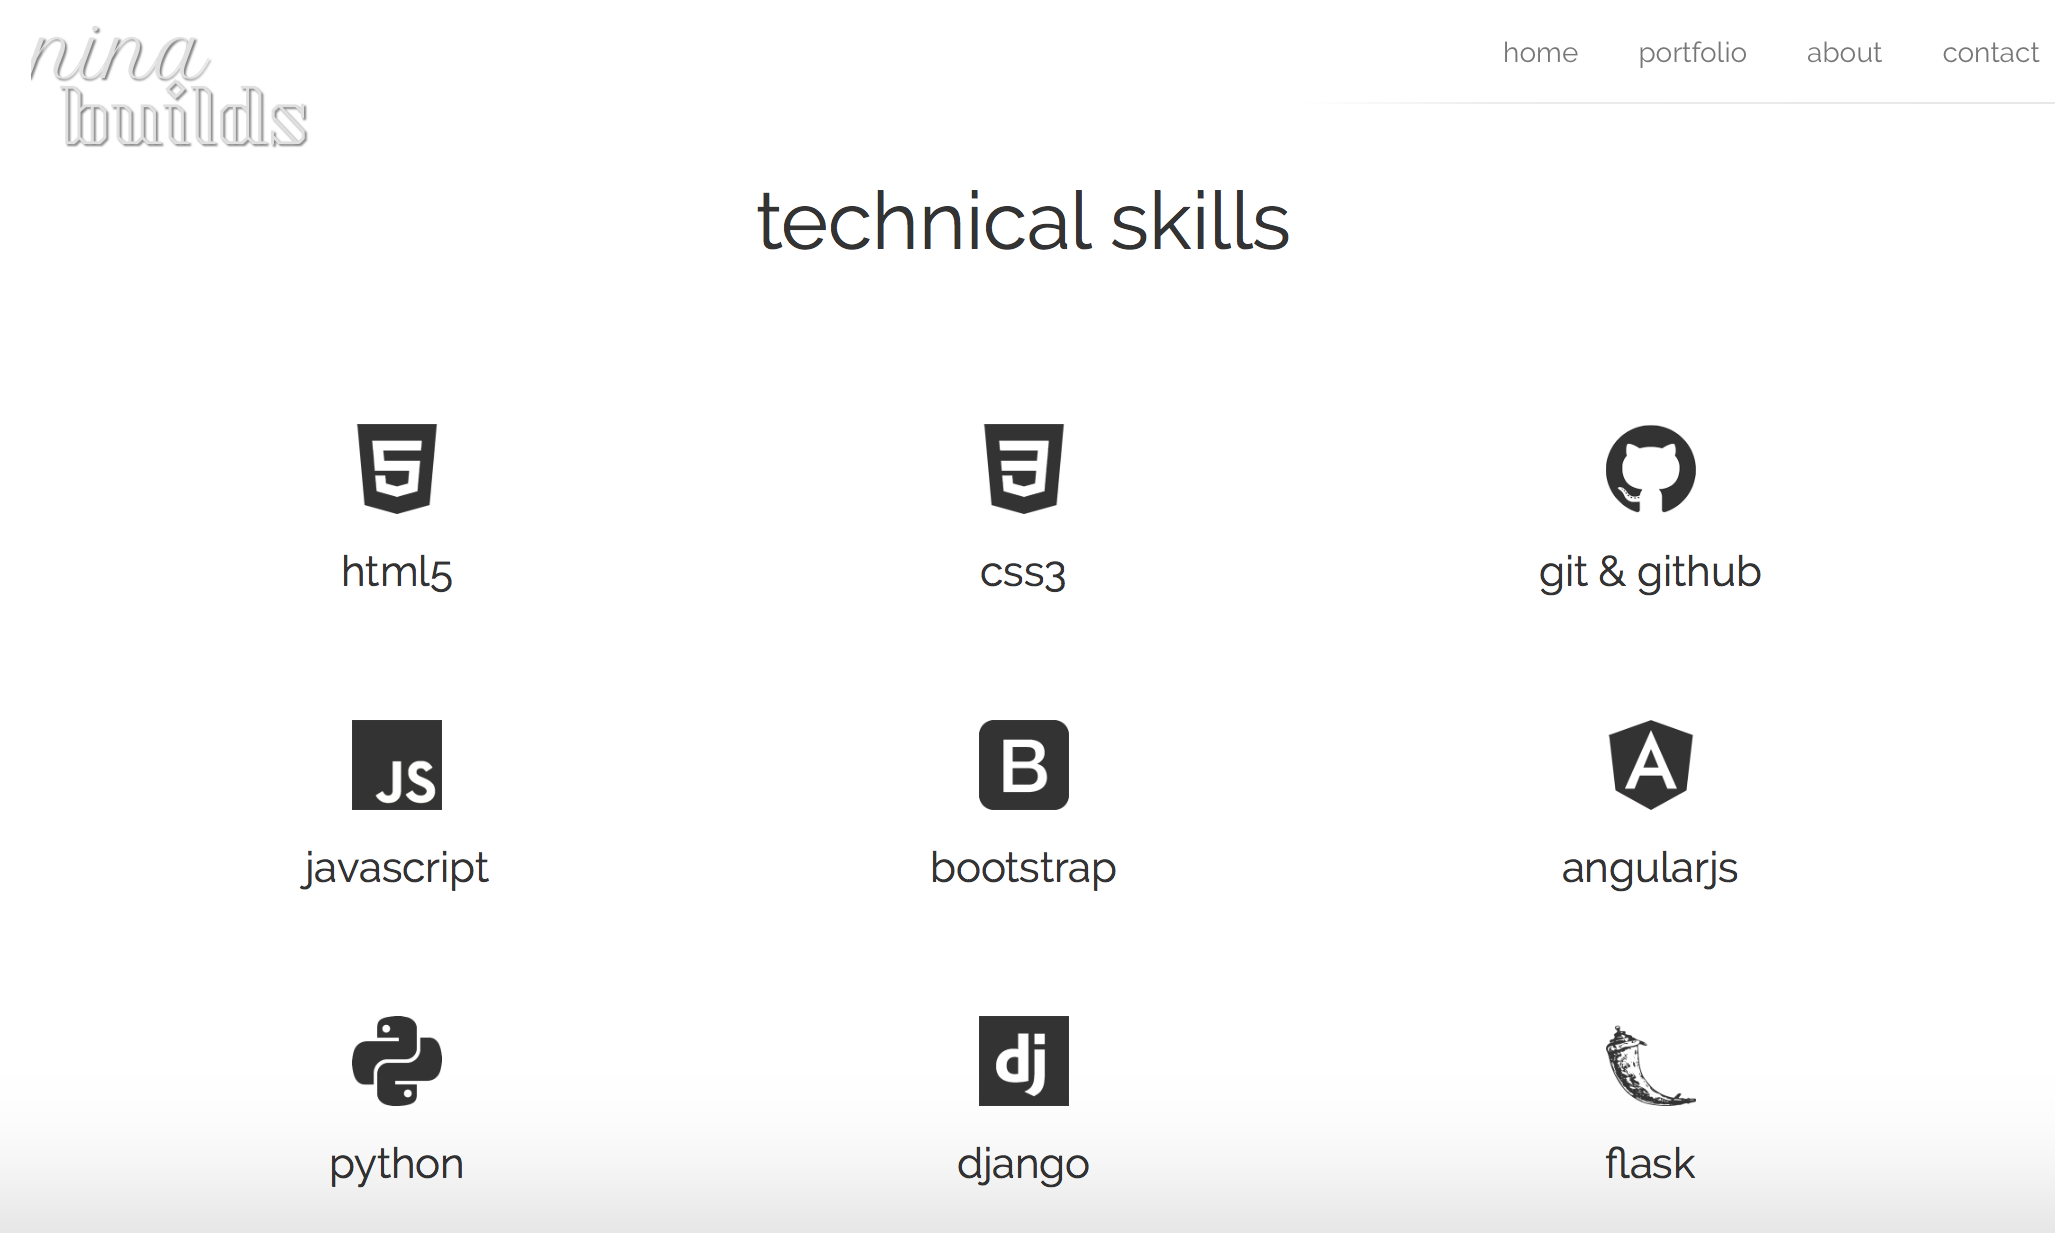 nina
builds
home portfolio about contact
technical skills
5 3
html5 css3 git & github
JS B A
javascript bootstrap angularjs
dj
python django flask